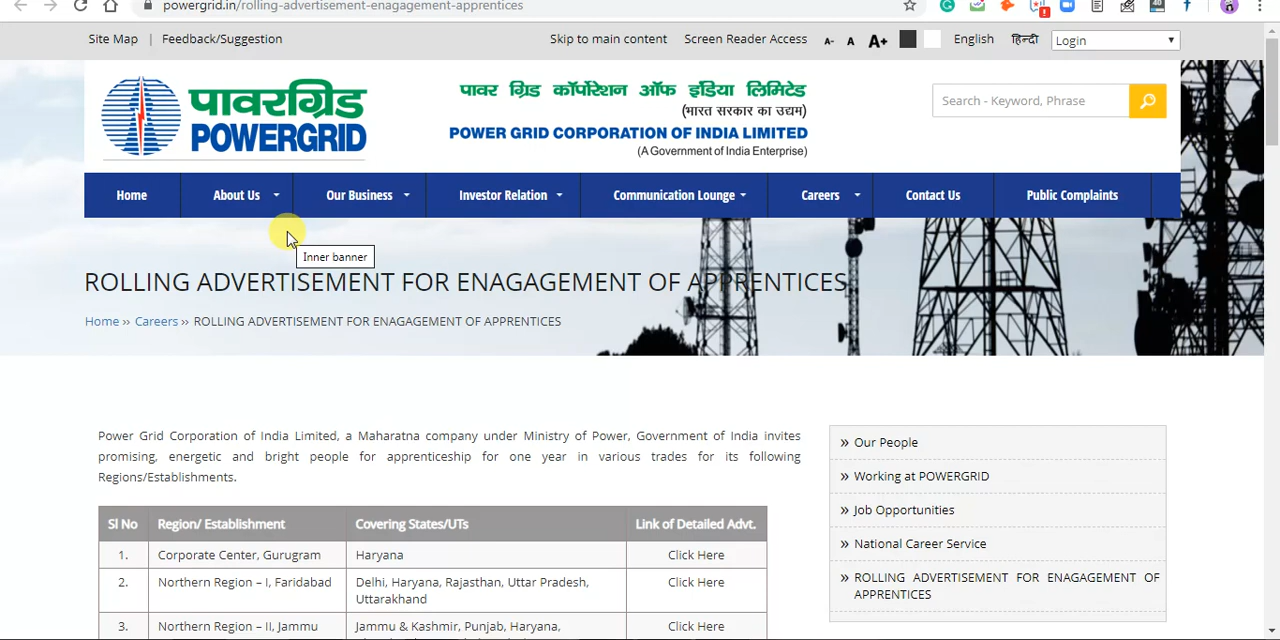 powergrid.in/rolling-advertisement-enagagement-apprentices
Site Map | Feedback/Suggestion
Skip to main content Screen Reader Access A- A A+ English हिन्दी Login
पावरग्रिड
POWERGRID
पावर ग्रिड कॉर्पोरेशन ऑफ इंडिया लिमिटेड
(भारत सरकार का उद्यम)
POWER GRID CORPORATION OF INDIA LIMITED
(A Government of India Enterprise)
Search - Keyword, Phrase
Home About Us Our Business Investor Relation Communication Lounge Careers Contact Us Public Complaints
Inner banner
ROLLING ADVERTISEMENT FOR ENAGAGEMENT OF APPRENTICES
Home ›› Careers ›› ROLLING ADVERTISEMENT FOR ENAGAGEMENT OF APPRENTICES
Power Grid Corporation of India Limited, a Maharatna company under Ministry of Power, Government of India invites
promising, energetic and bright people for apprenticeship for one year in various trades for its following
Regions/Establishments.
Sl No Region/ Establishment Covering States/UTs Link of Detailed Advt.
1. Corporate Center, Gurugram Haryana Click Here
2. Northern Region – I, Faridabad Delhi, Haryana, Rajasthan, Uttar Pradesh, Click Here
Uttarakhand
3. Northern Region – II, Jammu Jammu & Kashmir, Punjab, Haryana, Click Here
» Our People
» Working at POWERGRID
» Job Opportunities
» National Career Service
» ROLLING ADVERTISEMENT FOR ENAGAGEMENT OF
APPRENTICES